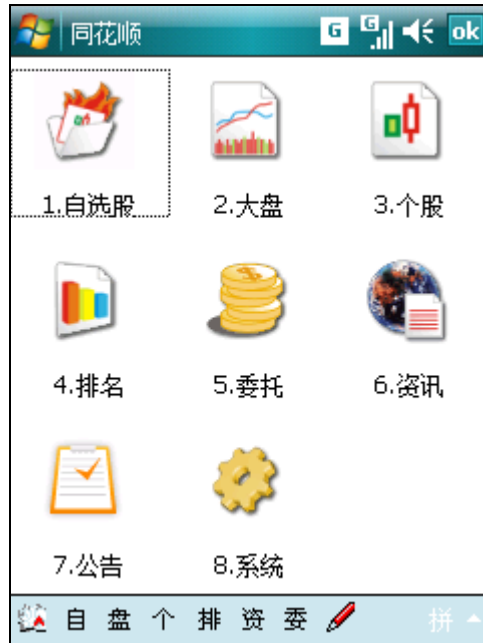 同花顺 G G ok
1.自选股 2.大盘 3.个股
4.排名 5.委托 6.资讯
7.公告 8.系统
自 盘 个 排 资 委 拼